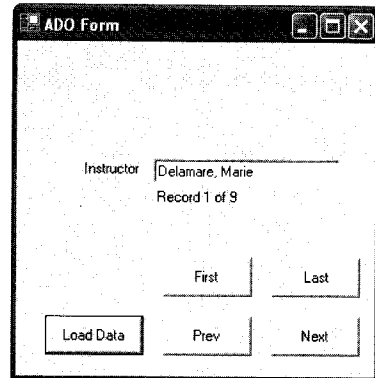 ADO Form
Instructor Delamare, Marie
Record 1 of 9
First Last
Load Data Prev Next